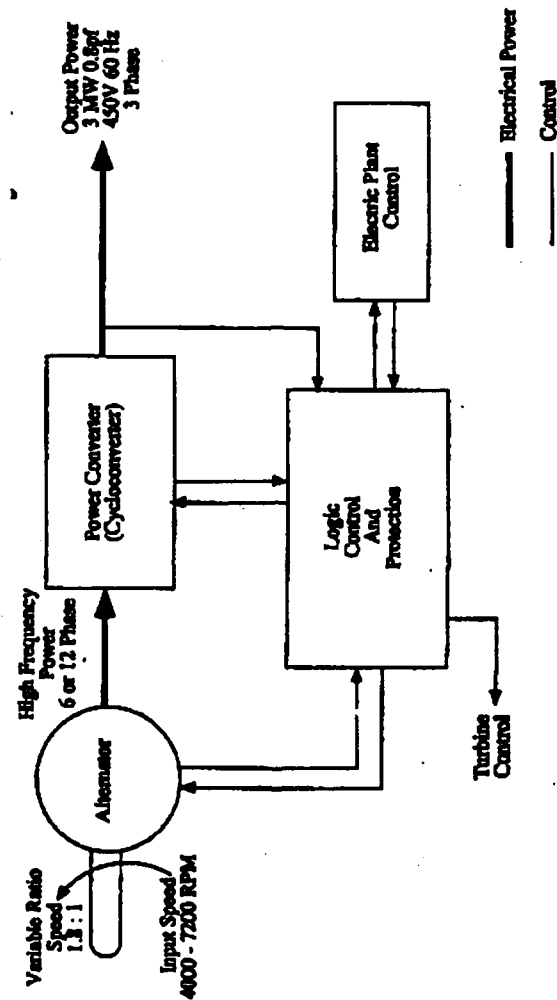 Variable Ratio
Speed
1.8 : 1
Input Speed
4000 - 7200 RPM
Alternator
High Frequency
Power
6 or 12 Phase
Power Converter
(Cycloconverter)
Output Power
3 MW 0.8pf
450V 60 Hz
3 Phase
Logic
Control
And
Protection
Electric Plant
Control
Turbine
Control
Electrical Power
Control